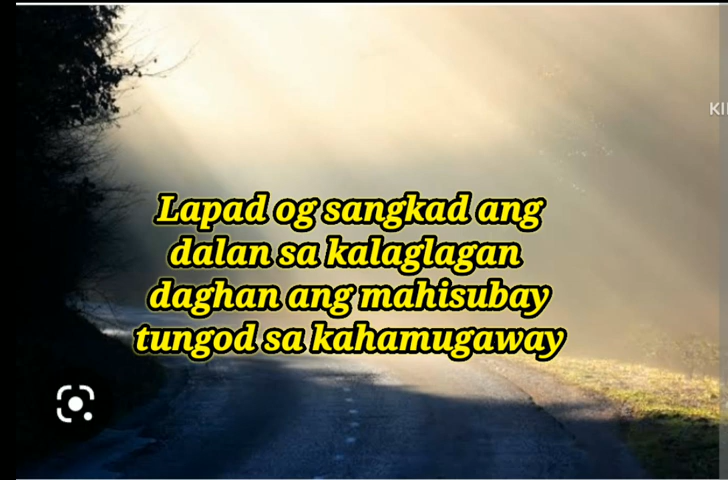 Lapad og sangkad ang
dalan sa kalaglagan
daghan ang mahisubay
tungod sa kahamugaway